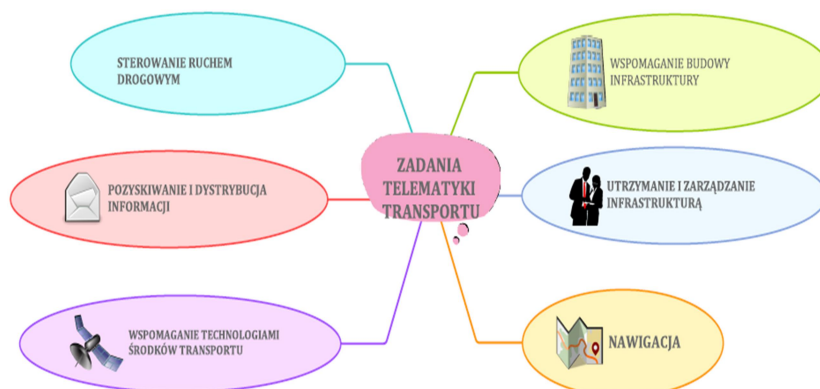 STEROWANIE RUCHEM
DROGOWYM
WSPOMAGANIE BUDOWY
INFRASTRUKTURY
ZADANIA
TELEMATYKI
TRANSPORTU
POZYSKIWANIE I DYSTRYBUCJA
INFORMACJI
UTRZYMANIE I ZARZĄDZANIE
INFRASTRUKTURĄ
WSPOMAGANIE TECHNOLOGIAMI
ŚRODKÓW TRANSPORTU
NAWIGACJA